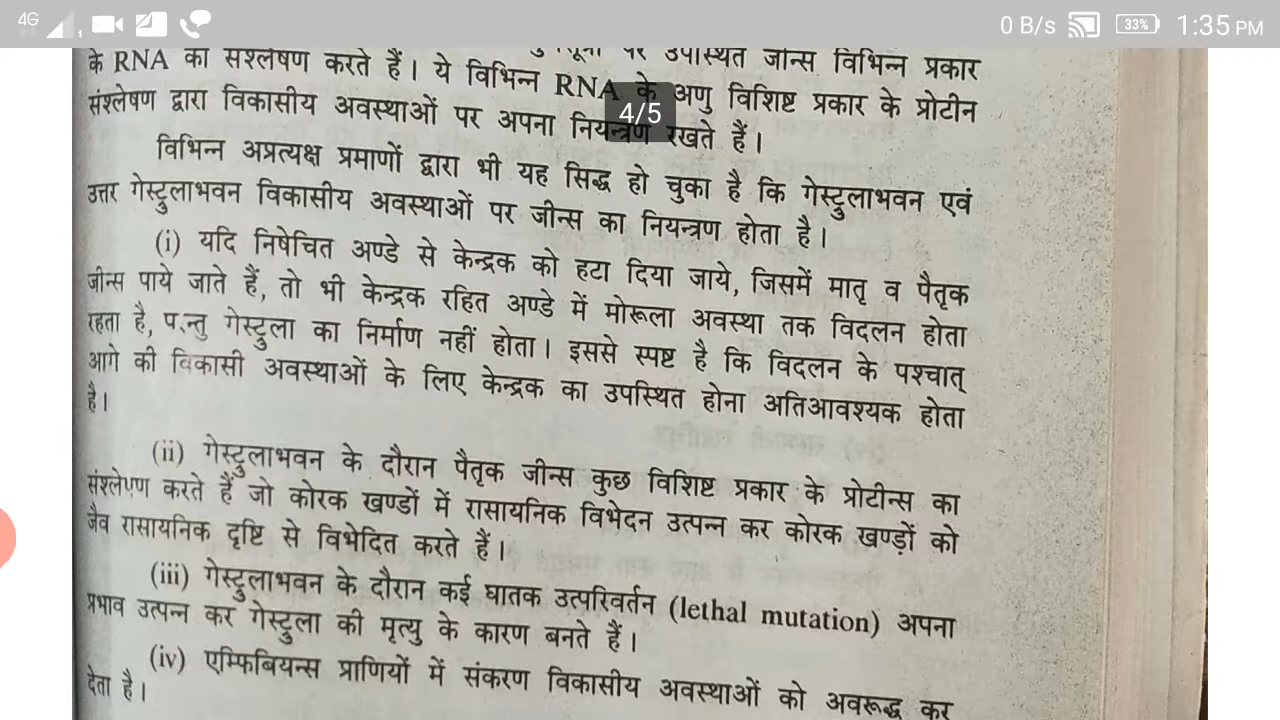 4G 1 0 B/s 33% 1:35 PM
पर उपस्थित जीन्स विभिन्न प्रकार
के RNA का संश्लेषण करते हैं। ये विभिन्न RNA के अणु विशिष्ट प्रकार के प्रोटीन
4/5
संश्लेषण द्वारा विकासीय अवस्थाओं पर अपना नियन्त्रण रखते हैं।
विभिन्न अप्रत्यक्ष प्रमाणों द्वारा भी यह सिद्ध हो चुका है कि गेस्ट्रुलाभवन एवं
उत्तर गेस्ट्रुलाभवन विकासीय अवस्थाओं पर जीन्स का नियन्त्रण होता है।
(i) यदि निषेचित अण्डे से केन्द्रक को हटा दिया जाये, जिसमें मातृ व पैतृक
जीन्स पाये जाते हैं, तो भी केन्द्रक रहित अण्डे में मोरूला अवस्था तक विदलन होता
रहता है, परन्तु गेस्ट्रुला का निर्माण नहीं होता। इससे स्पष्ट है कि विदलन के पश्चात्
आगे की विकासी अवस्थाओं के लिए केन्द्रक का उपस्थित होना अतिआवश्यक होता
है।
(ii) गेस्ट्रुलाभवन के दौरान पैतृक जीन्स कुछ विशिष्ट प्रकार के प्रोटीन्स का
संश्लेषण करते हैं जो कोरक खण्डों में रासायनिक विभेदन उत्पन्न कर कोरक खण्ड़ों को
जैव रासायनिक दृष्टि से विभेदित करते हैं।
(iii) गेस्ट्रुलाभवन के दौरान कई घातक उत्परिवर्तन (lethal mutation) अपना
प्रभाव उत्पन्न कर गेस्ट्रुला की मृत्यु के कारण बनते हैं।
(iv) एम्फिबियन्स प्राणियों में संकरण विकासीय अवस्थाओं को अवरूद्ध कर
देता है।